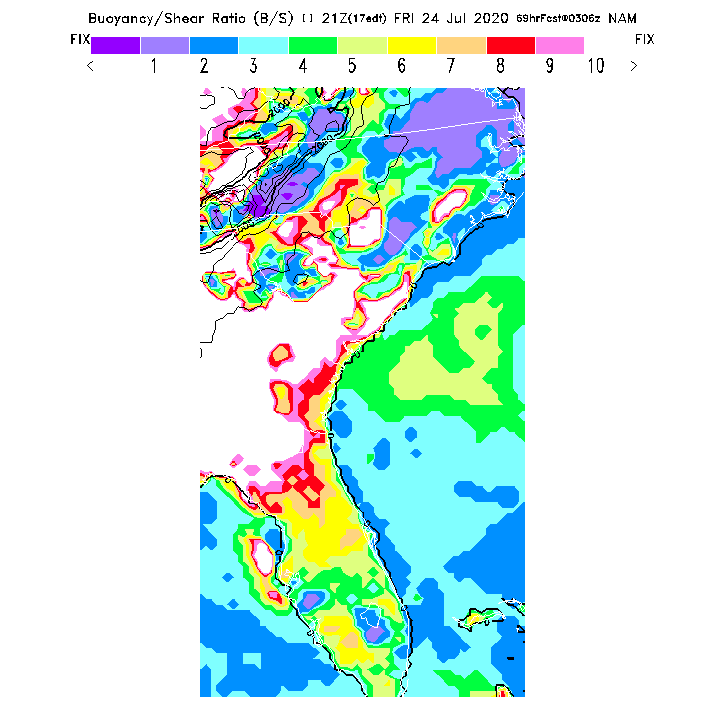 Buoyancy/Shear Ratio (B/S) [] 21Z(17edt) FRI 24 Jul 2020 69hrFcst@0306z NAM
FIX FIX
< 1 2 3 4 5 6 7 8 9 10 >